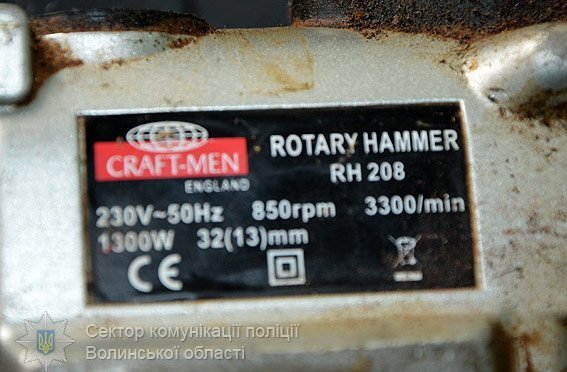 CRAFT-MEN
ENGLAND
ROTARY HAMMER
RH 208
230V~50Hz 850rpm 3300/min
1300W 32(13)mm
CE
Сектор комунікації поліції
Волинської області